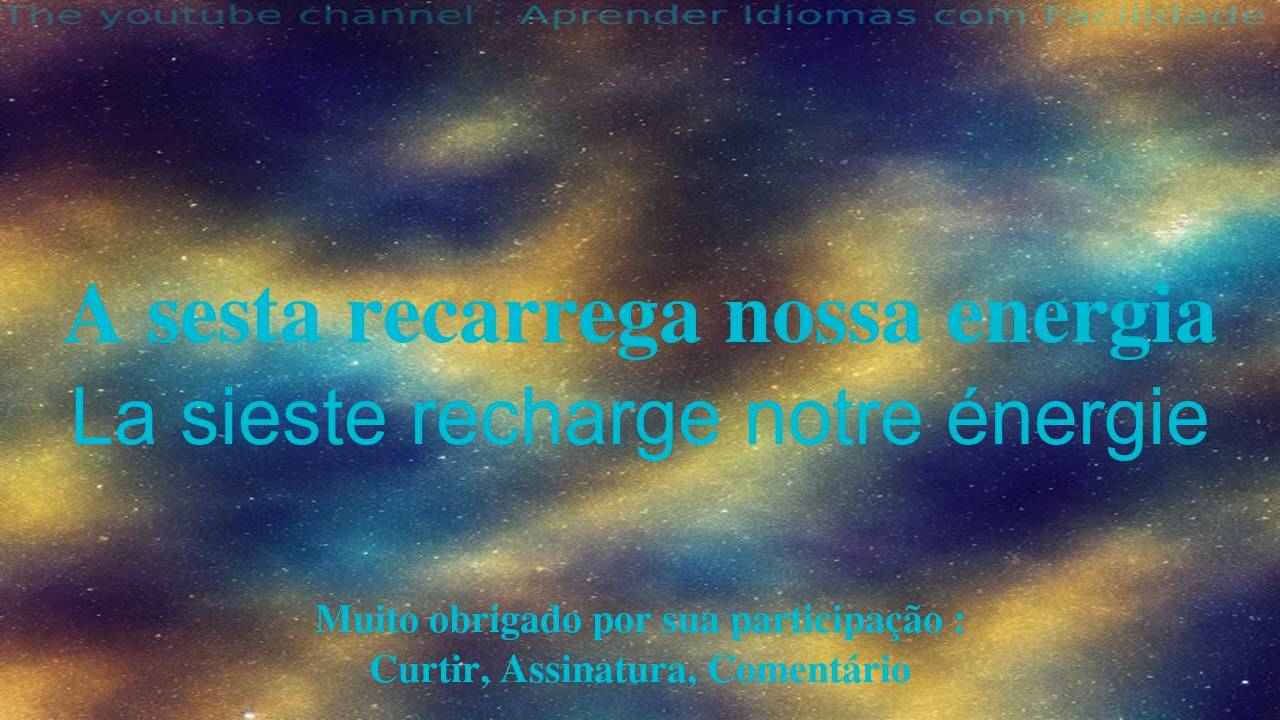 The youtube channel : Aprender Idiomas com Facilidade
A sesta recarrega nossa energia
La sieste recharge notre énergie
Muito obrigado por sua participação :
Curtir, Assinatura, Comentário